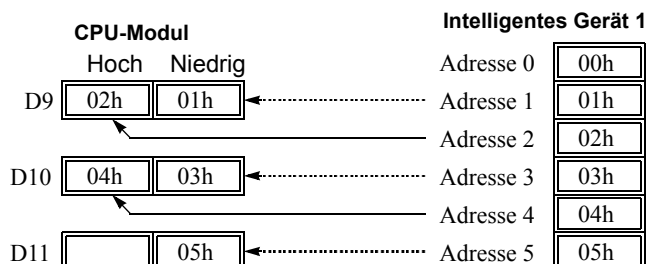 Intelligentes Gerät 1
CPU-Modul
Hoch Niedrig Adresse 0 00h
D9 02h 01h Adresse 1 01h
Adresse 2 02h
D10 04h 03h Adresse 3 03h
Adresse 4 04h
D11 05h Adresse 5 05h